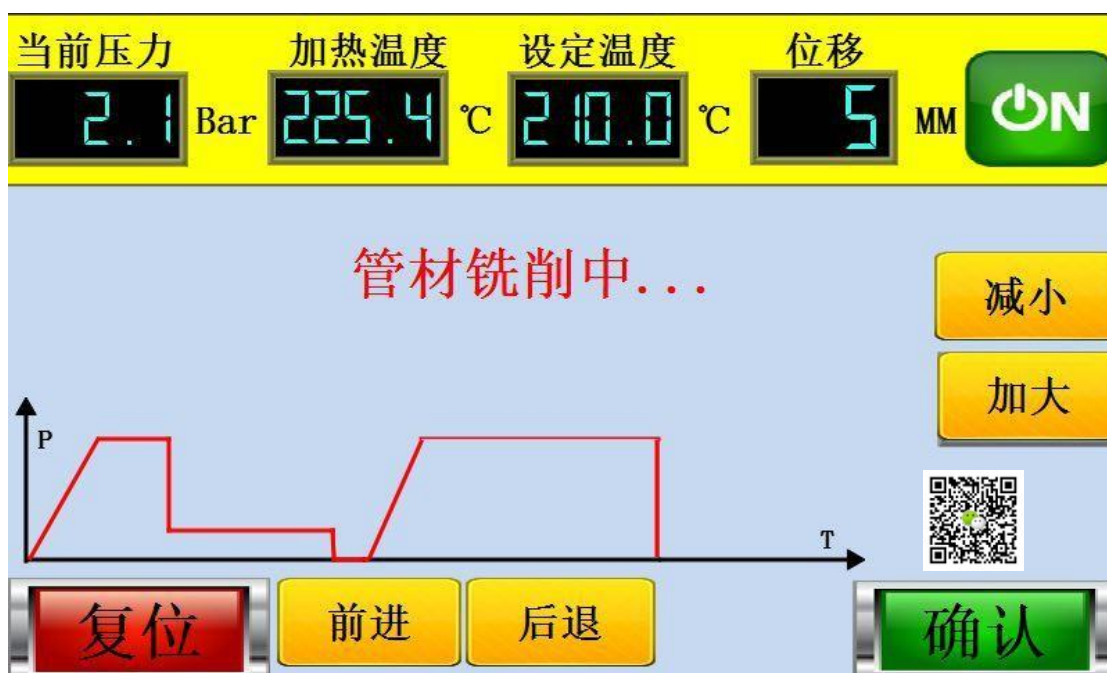 当前压力 加热温度 设定温度 位移
2.1 Bar 225.4 ℃ 210.0 ℃ 5 MM ON
管材铣削中...
减小
加大
P
T
复位 前进 后退 确认